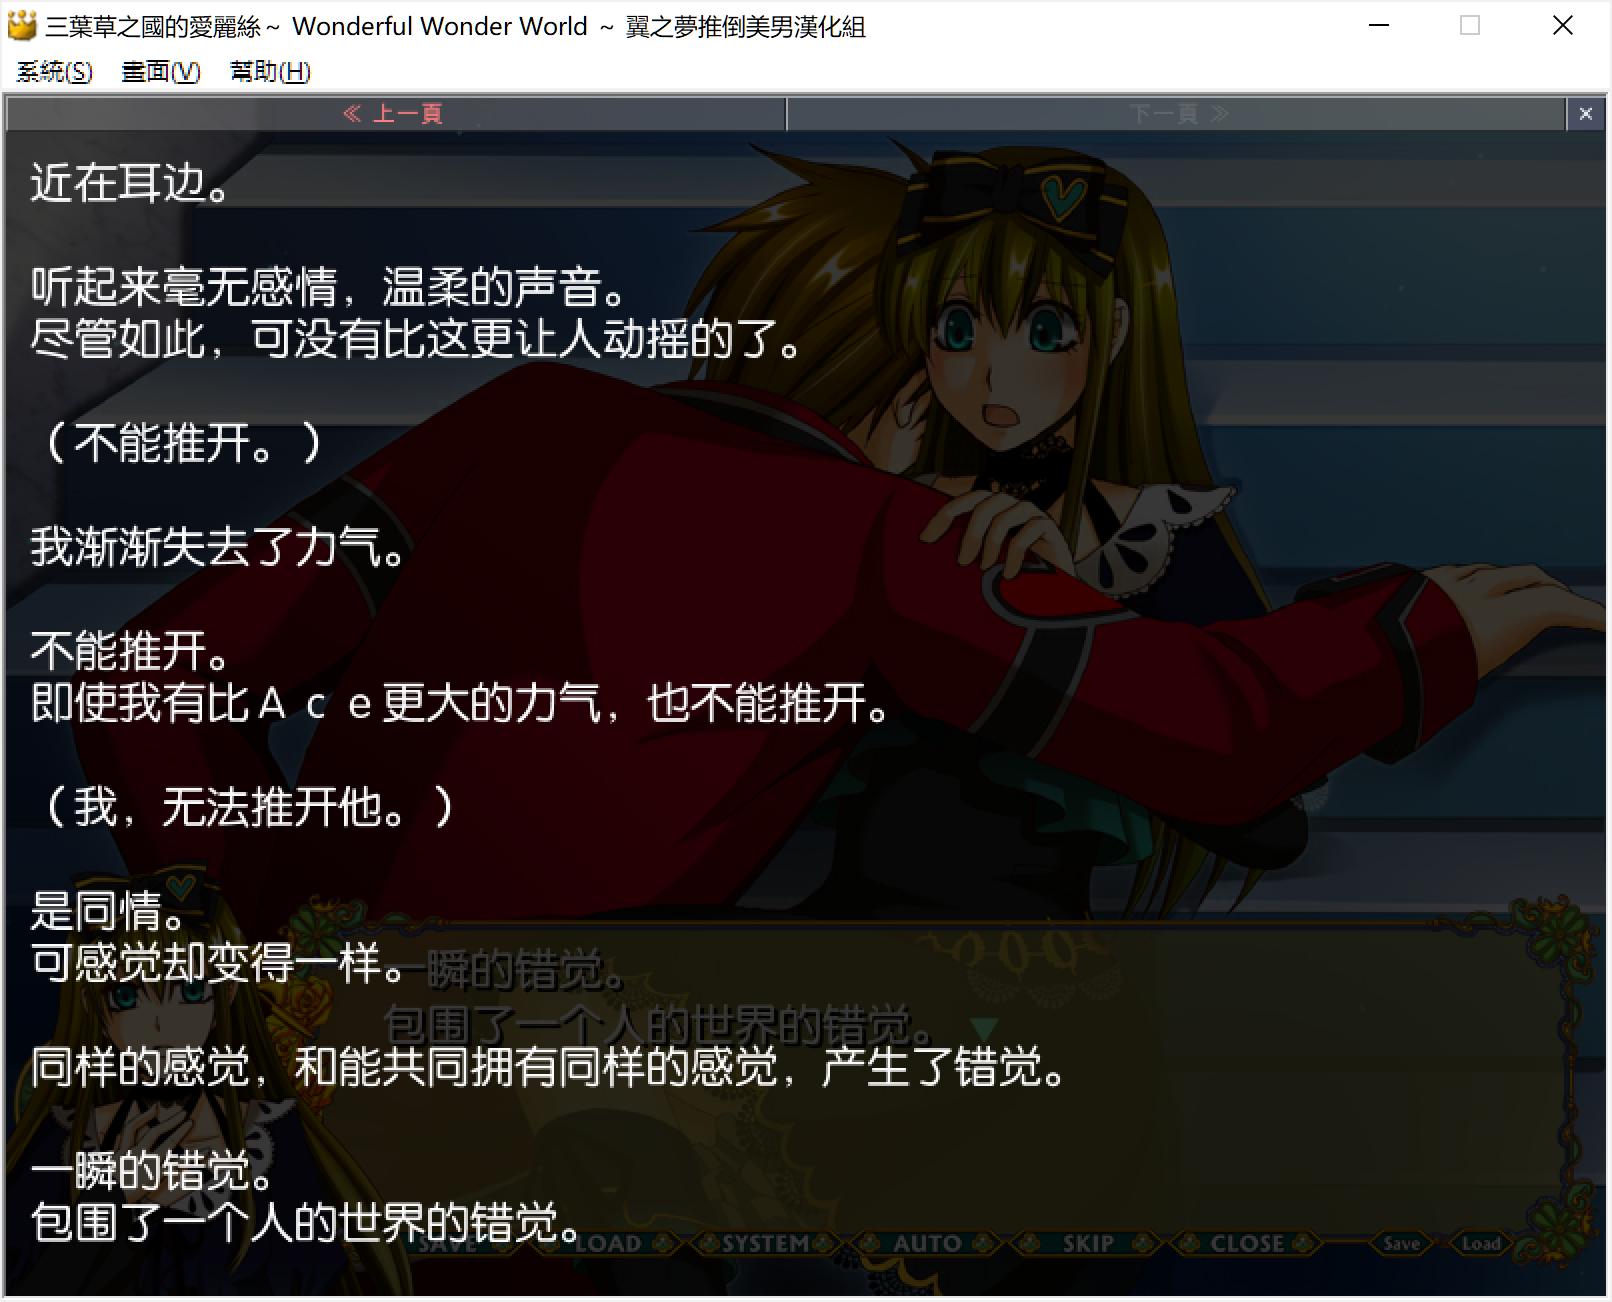 三葉草之國的愛麗絲～ Wonderful Wonder World ～ 翼之夢推倒美男漢化組
系統(S) 畫面(V) 幫助(H)
≪ 上一頁 下一頁 ≫ ×
近在耳边。
听起来毫无感情，温柔的声音。
尽管如此，可没有比这更让人动摇的了。
（不能推开。）
我渐渐失去了力气。
不能推开。
即使我有比Ａｃｅ更大的力气，也不能推开。
（我，无法推开他。）
是同情。
可感觉却变得一样。
同样的感觉，和能共同拥有同样的感觉，产生了错觉。
一瞬的错觉。
包围了一个人的世界的错觉。
一瞬的错觉。
包围了一个人的世界的错觉。
SAVE LOAD SYSTEM AUTO SKIP CLOSE Save Load